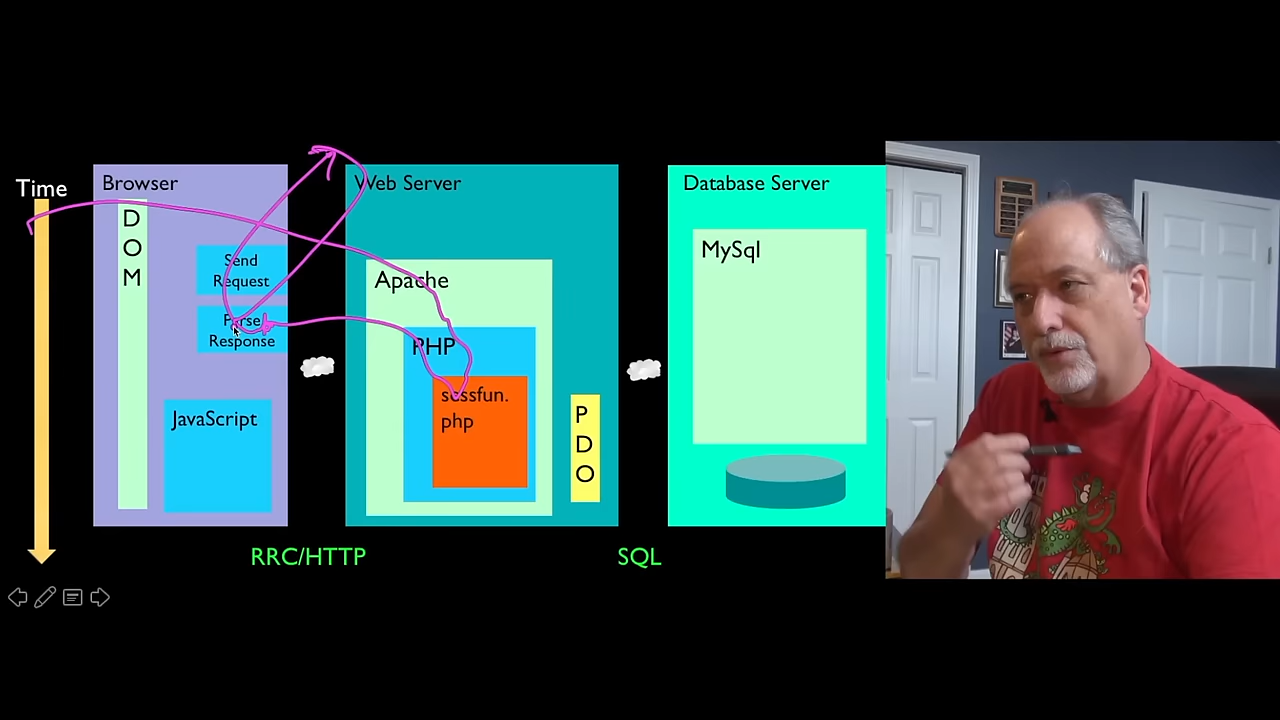 Time
Browser
D
O
M
Send
Request
Parse
Response
JavaScript
Web Server
Apache
PHP
sessfun.
php
P
D
O
Database Server
MySql
RRC/HTTP
SQL